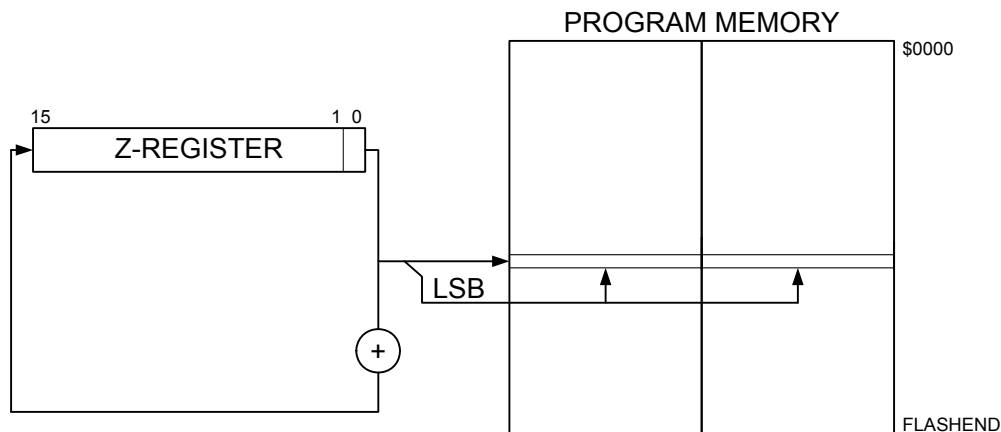 PROGRAM MEMORY
$0000
15 1 0
Z-REGISTER
LSB
+
FLASHEND